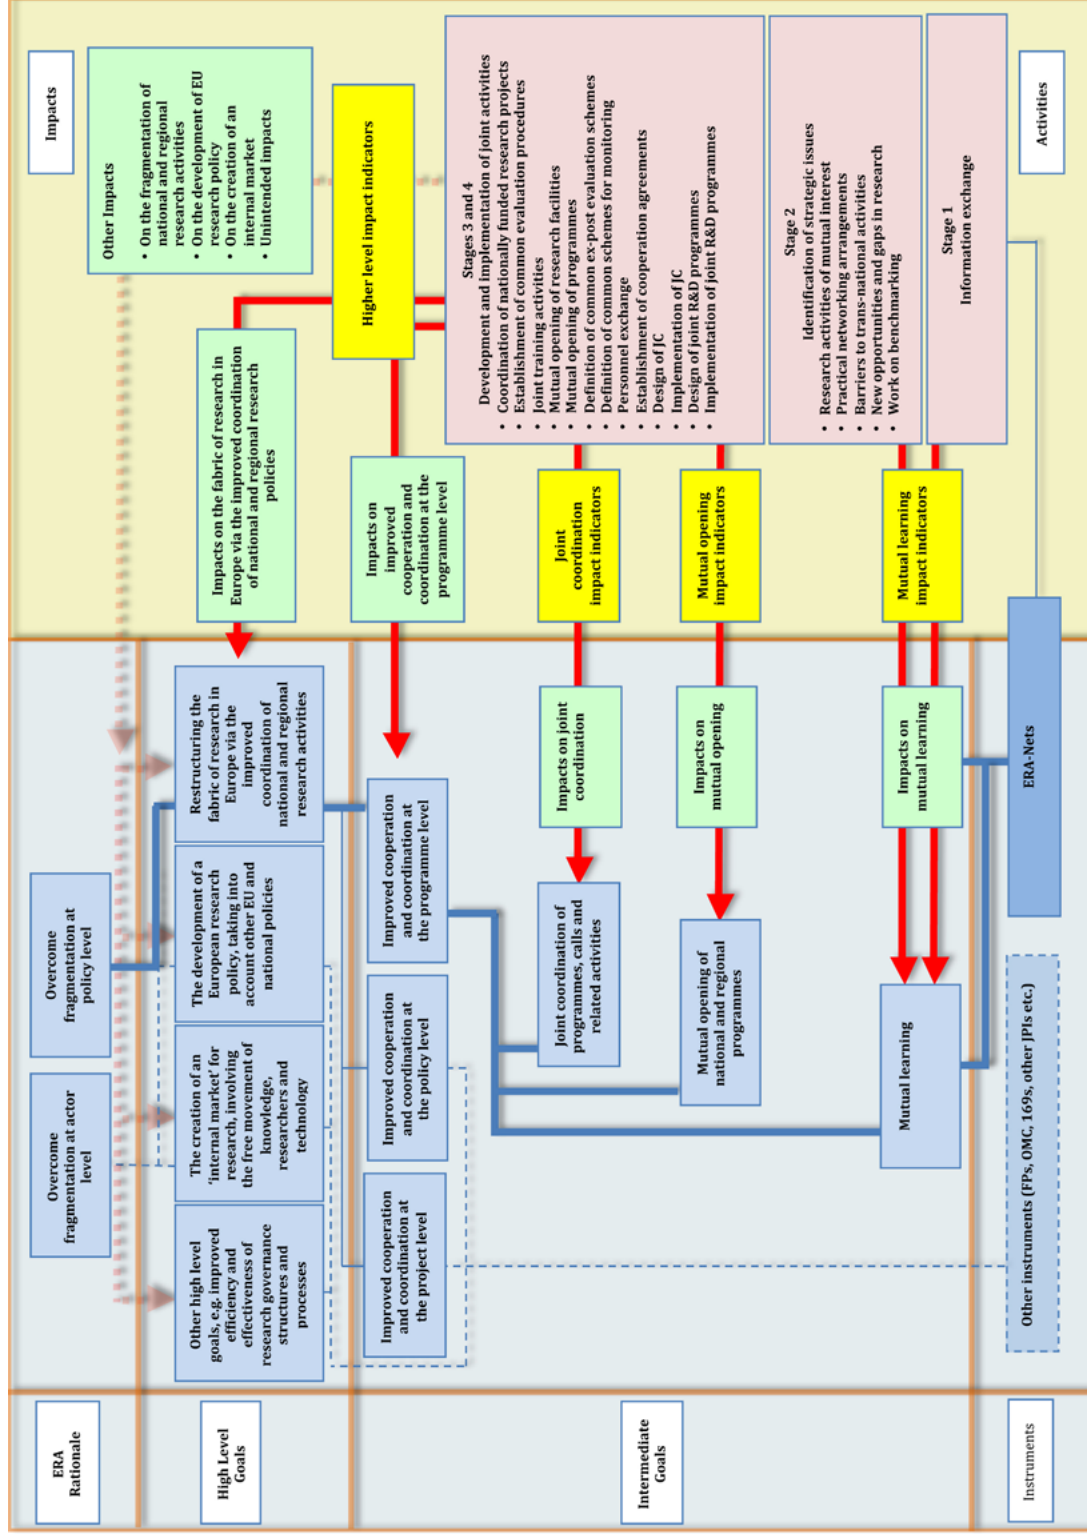 ERA
Rationale
High Level
Goals
Intermediate
Goals
Instruments
Overcome
fragmentation at actor
level
Overcome
fragmentation at
policy level
Other high level
goals, e.g. improved
efficiency and
effectiveness of
research governance
structures and
processes
The creation of an
‘internal market’ for
research, involving
the free movement of
knowledge,
researchers and
technology
The development of a
European research
policy, taking into
account other EU and
national policies
Restructuring the
fabric of research in
Europe via the
improved
coordination of
national and regional
research activities
Improved cooperation
and coordination at
the project level
Improved cooperation
and coordination at
the policy level
Improved cooperation
and coordination at
the programme level
Joint coordination of
programmes, calls and
related activities
Mutual opening of
national and regional
programmes
Mutual learning
Other instruments (FPs, OMC, 169s, other JPIs etc.)
ERA-Nets
Impacts on joint
coordination
Impacts on
mutual opening
Impacts on
mutual learning
Impacts on the fabric of research in
Europe via the improved coordination
of national and regional research
policies
Impacts on
improved
cooperation and
coordination at the
programme level
Joint
coordination
impact indicators
Mutual opening
impact indicators
Mutual learning
impact indicators
Impacts
Other Impacts
• On the fragmentation of
national and regional
research activities
• On the development of EU
research policy
• On the creation of an
internal market
• Unintended impacts
Higher level impact indicators
Stages 3 and 4
Development and implementation of joint activities
• Coordination of nationally funded research projects
• Establishment of common evaluation procedures
• Joint training activities
• Mutual opening of research facilities
• Mutual opening of programmes
• Definition of common ex-post evaluation schemes
• Definition of common schemes for monitoring
• Personnel exchange
• Establishment of cooperation agreements
• Design of JC
• Implementation of JC
• Design of joint R&D programmes
• Implementation of joint R&D programmes
Stage 2
Identification of strategic issues
• Research activities of mutual interest
• Practical networking arrangements
• Barriers to trans-national activities
• New opportunities and gaps in research
• Work on benchmarking
Stage 1
Information exchange
Activities